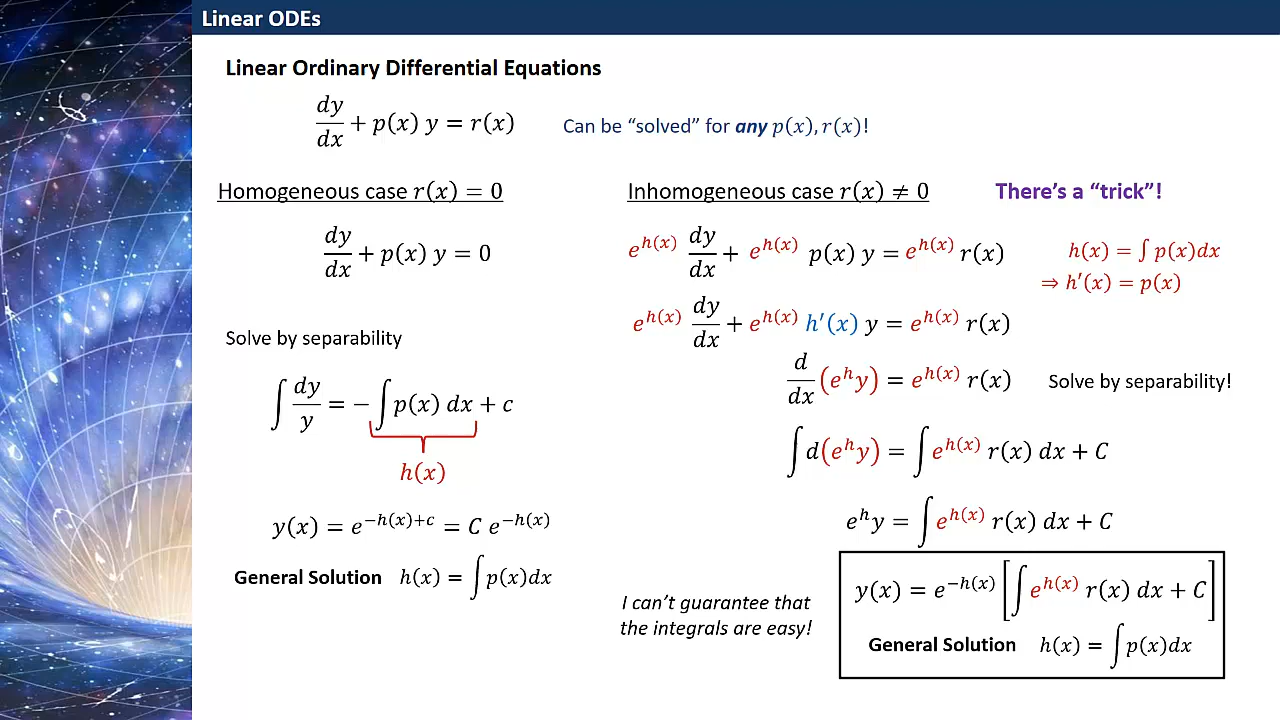 Linear ODEs
Linear Ordinary Differential Equations
dy/dx + p(x) y = r(x)
Can be “solved” for any p(x), r(x)!
Homogeneous case r(x) = 0
dy/dx + p(x) y = 0
Solve by separability
∫ dy/y = − ∫ p(x) dx + c
h(x)
y(x) = e^{−h(x)+c} = C e^{−h(x)}
General Solution h(x) = ∫ p(x)dx
Inhomogeneous case r(x) ≠ 0
There’s a “trick”!
e^{h(x)} dy/dx + e^{h(x)} p(x) y = e^{h(x)} r(x)
h(x) = ∫ p(x)dx
⇒ h′(x) = p(x)
e^{h(x)} dy/dx + e^{h(x)} h′(x) y = e^{h(x)} r(x)
d/dx (e^h y) = e^{h(x)} r(x)
Solve by separability!
∫ d(e^h y) = ∫ e^{h(x)} r(x) dx + C
e^h y = ∫ e^{h(x)} r(x) dx + C
I can’t guarantee that
the integrals are easy!
y(x) = e^{−h(x)} [∫ e^{h(x)} r(x) dx + C]
General Solution h(x) = ∫ p(x)dx